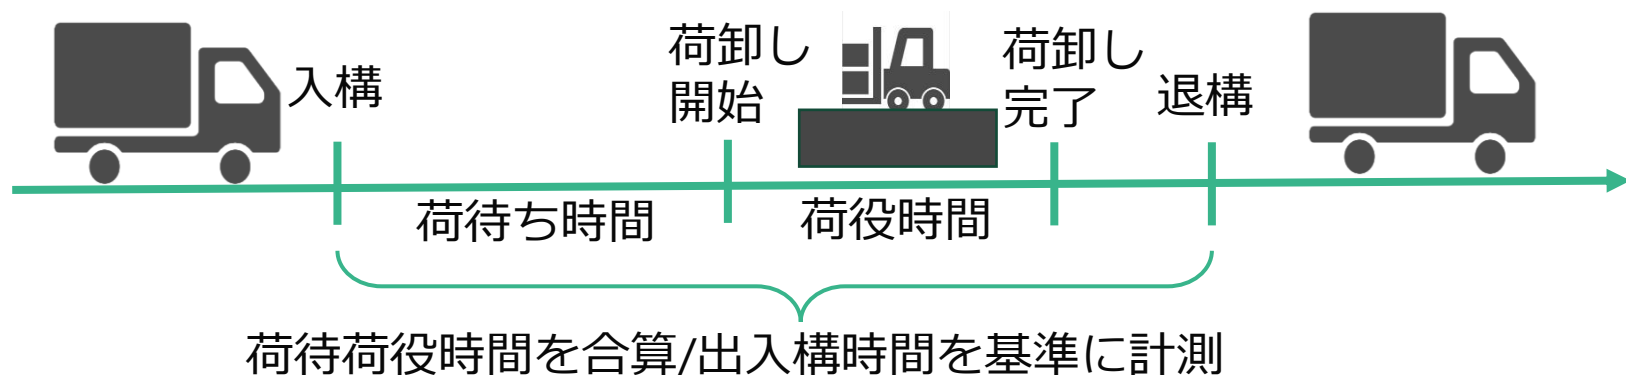 入構
荷卸し
開始
荷卸し
完了
退構
荷待ち時間
荷役時間
荷待荷役時間を合算/出入構時間を基準に計測